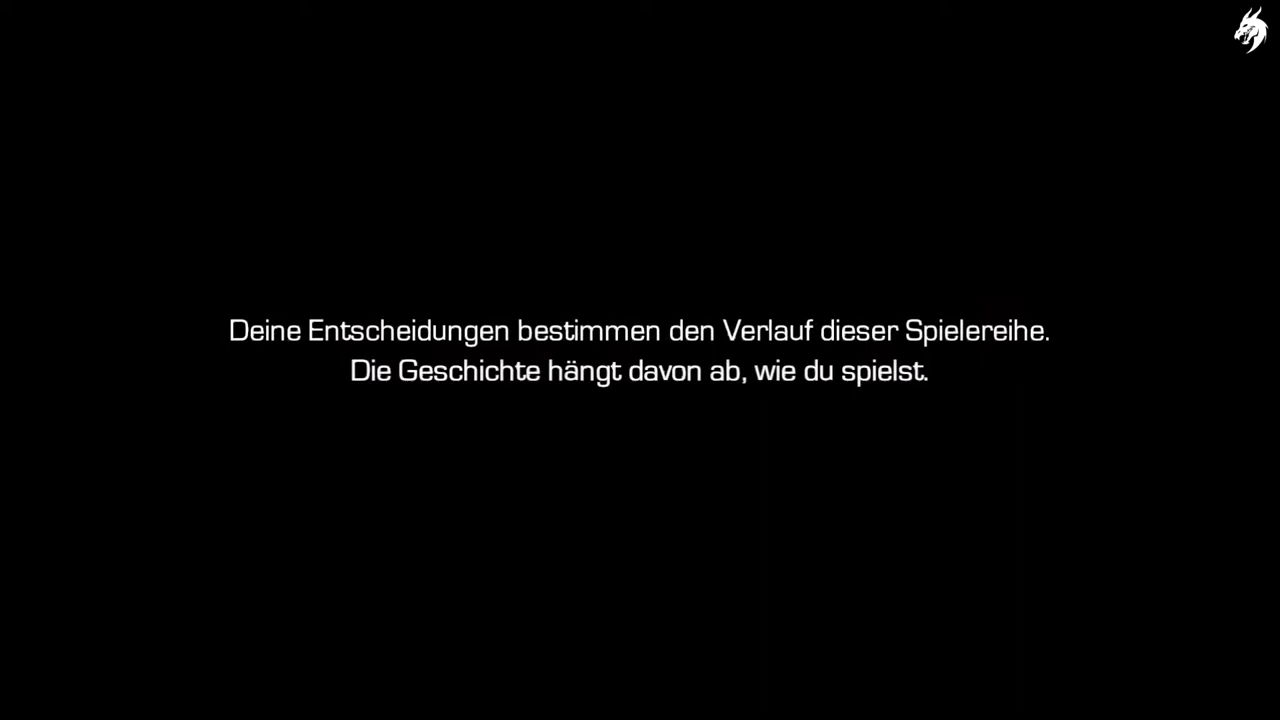 Deine Entscheidungen bestimmen den Verlauf dieser Spielereihe.
Die Geschichte hängt davon ab, wie du spielst.